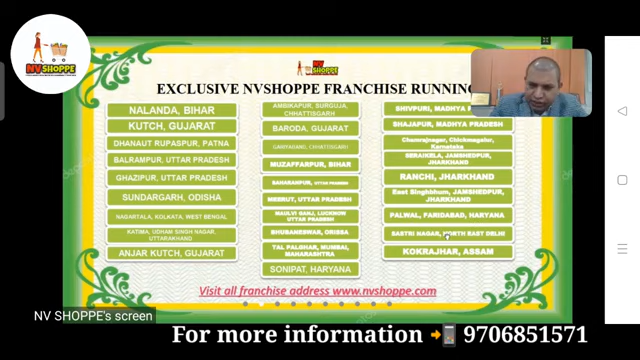 NV SHOPPE
NV SHOPPE
EXCLUSIVE NVSHOPPE FRANCHISE RUNNING
NALANDA, BIHAR
KUTCH, GUJARAT
DHANAUT RUPASPUR, PATNA
BALRAMPUR, UTTAR PRADESH
GHAZIPUR, UTTAR PRADESH
SUNDARGARH, ODISHA
NAGARTALA, KOLKATA, WEST BENGAL
KATIMA, UDHAM SINGH NAGAR,
UTTARAKHAND
ANJAR KUTCH, GUJARAT
AMBIKAPUR, SURGUJA,
CHHATTISGARH
BARODA, GUJARAT
CHHATTISGARH
MUZAFFARPUR, BIHAR
SAHARANPUR, UTTAR PRADESH
MEERUT, UTTAR PRADESH
MAULVI GANJ, LUCKNOW
UTTAR PRADESH
BHUBANESWAR, ORISSA
TAL PALGHAR, MUMBAI,
MAHARASHTRA
SONIPAT, HARYANA
SHIVPURI, MADHYA
SHAJAPUR, MADHYA PRADESH
Chamrajnagar, Chickmagalur,
Karnataka
SERAIKELA, JAMSHEDPUR,
JHARKHAND
RANCHI, JHARKHAND
East Singhbhum, JAMSHEDPUR,
JHARKHAND
PALWAL, FARIDABAD, HARYANA
SASTRI NAGAR, NORTH EAST DELHI
KOKRAJHAR, ASSAM
Visit all franchise address www.nvshoppe.com
NV SHOPPE's screen
For more information 9706851571